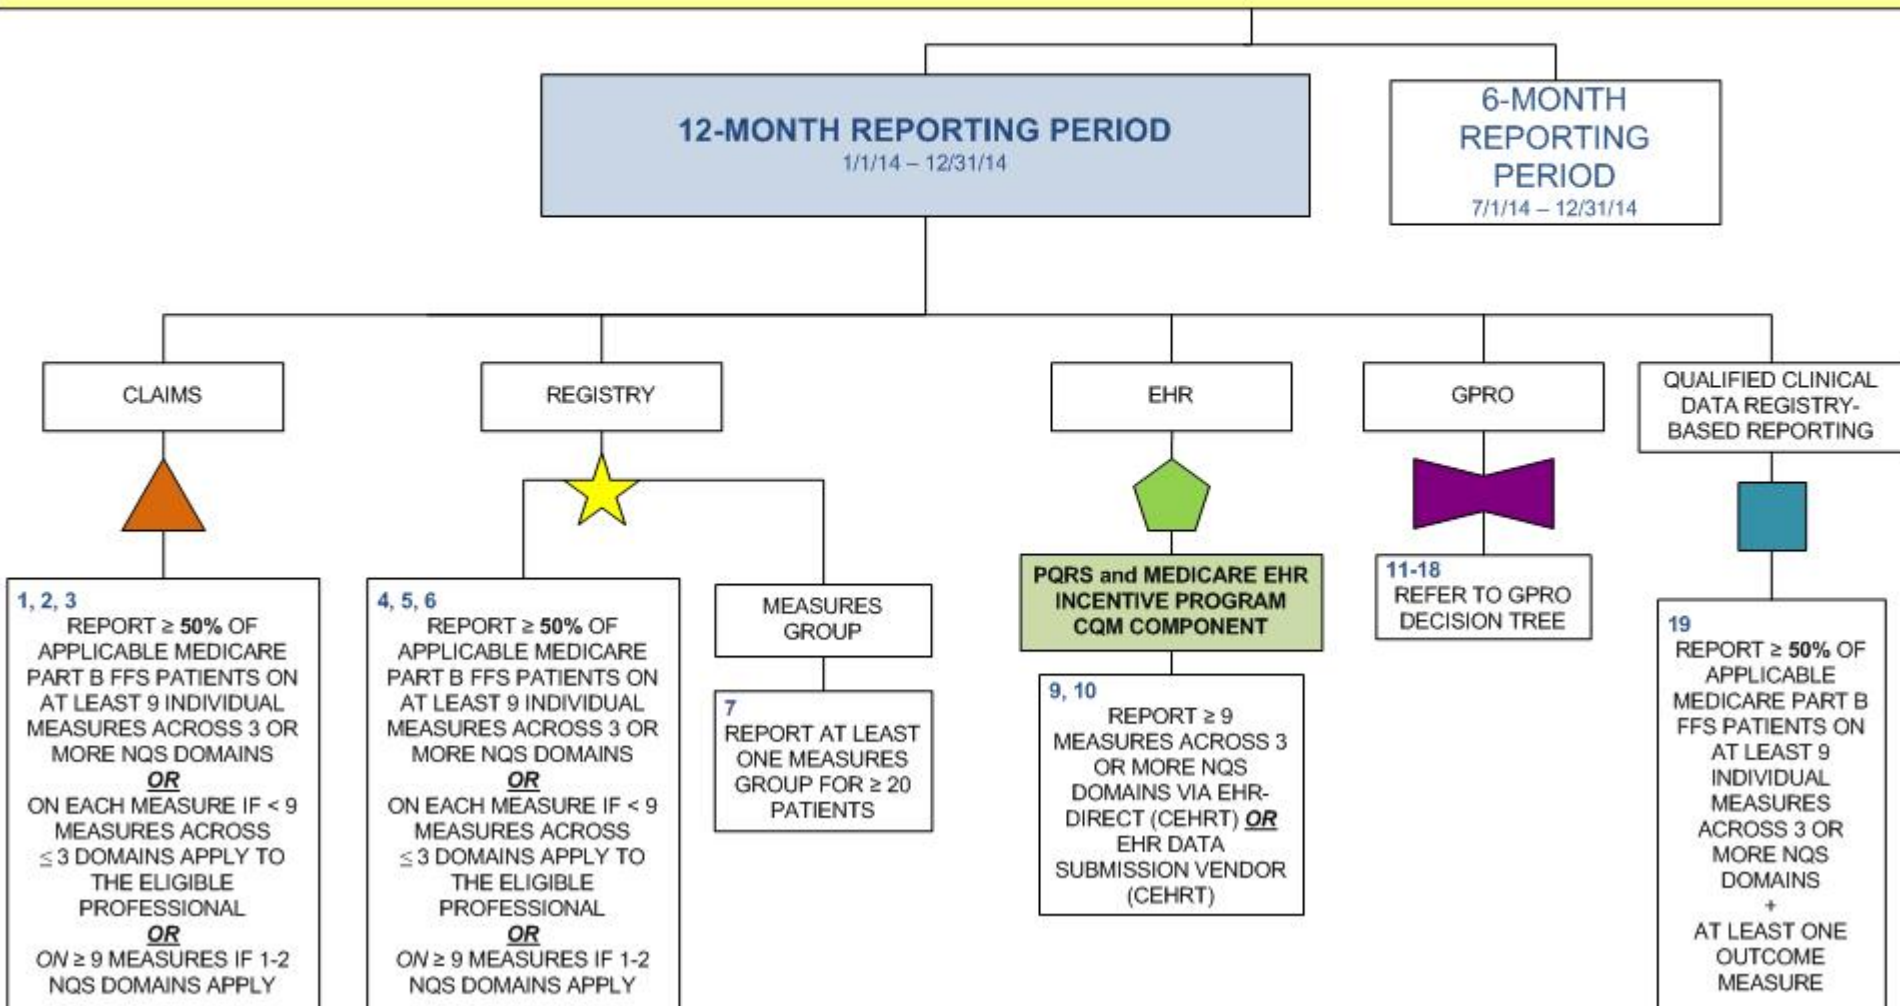 12-MONTH REPORTING PERIOD
1/1/14 – 12/31/14
6-MONTH
REPORTING
PERIOD
7/1/14 – 12/31/14
CLAIMS
REGISTRY
EHR
GPRO
QUALIFIED CLINICAL
DATA REGISTRY-
BASED REPORTING
1, 2, 3
REPORT ≥ 50% OF
APPLICABLE MEDICARE
PART B FFS PATIENTS ON
AT LEAST 9 INDIVIDUAL
MEASURES ACROSS 3 OR
MORE NQS DOMAINS
OR
ON EACH MEASURE IF < 9
MEASURES ACROSS
≤ 3 DOMAINS APPLY TO
THE ELIGIBLE
PROFESSIONAL
OR
ON ≥ 9 MEASURES IF 1-2
NQS DOMAINS APPLY
4, 5, 6
REPORT ≥ 50% OF
APPLICABLE MEDICARE
PART B FFS PATIENTS ON
AT LEAST 9 INDIVIDUAL
MEASURES ACROSS 3 OR
MORE NQS DOMAINS
OR
ON EACH MEASURE IF < 9
MEASURES ACROSS
≤ 3 DOMAINS APPLY TO
THE ELIGIBLE
PROFESSIONAL
OR
ON ≥ 9 MEASURES IF 1-2
NQS DOMAINS APPLY
MEASURES
GROUP
7
REPORT AT LEAST
ONE MEASURES
GROUP FOR ≥ 20
PATIENTS
PQRS and MEDICARE EHR
INCENTIVE PROGRAM
CQM COMPONENT
9, 10
REPORT ≥ 9
MEASURES ACROSS 3
OR MORE NQS
DOMAINS VIA EHR-
DIRECT (CEHRT) OR
EHR DATA
SUBMISSION VENDOR
(CEHRT)
11-18
REFER TO GPRO
DECISION TREE
19
REPORT ≥ 50% OF
APPLICABLE
MEDICARE PART B
FFS PATIENTS ON
AT LEAST 9
INDIVIDUAL
MEASURES
ACROSS 3 OR
MORE NQS
DOMAINS
+
AT LEAST ONE
OUTCOME
MEASURE